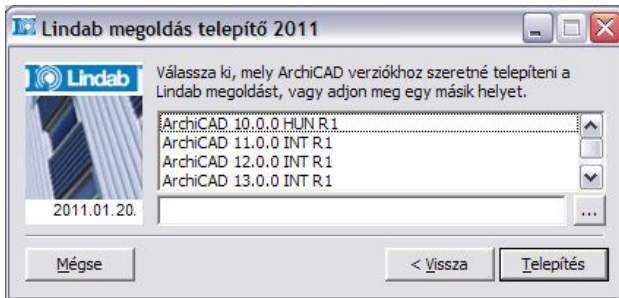 Lindab megoldás telepítő 2011
Lindab
Válassza ki, mely ArchiCAD verziókhoz szeretné telepíteni a
Lindab megoldást, vagy adjon meg egy másik helyet.
ArchiCAD 10.0.0 HUN R1
ArchiCAD 11.0.0 INT R1
ArchiCAD 12.0.0 INT R1
ArchiCAD 13.0.0 INT R1
2011.01.20.
...
Mégse
< Vissza
Telepítés